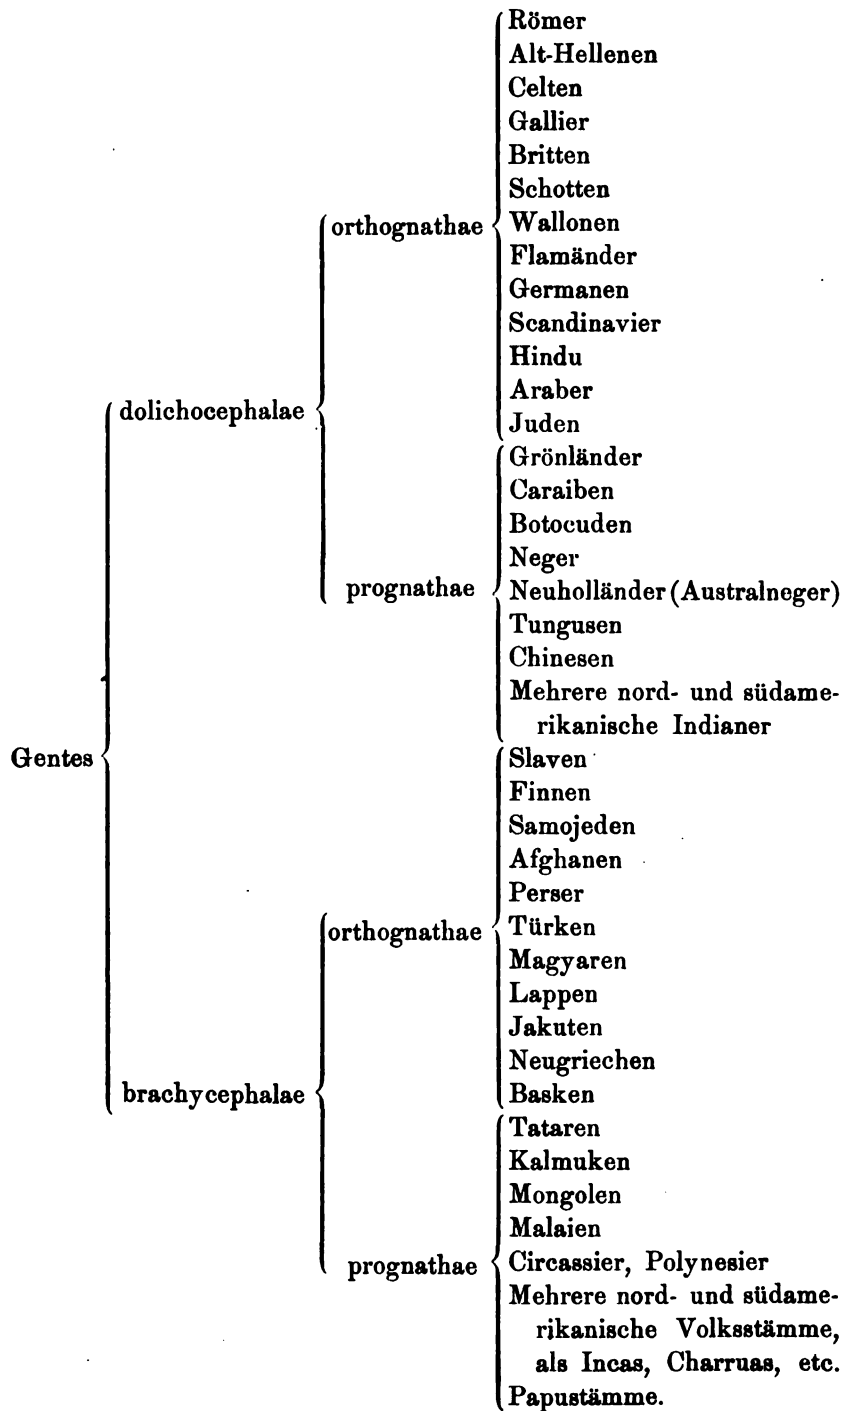 Römer
Alt-Hellenen
Celten
Gallier
Britten
Schotten
orthognathae Wallonen
Flamänder
Germanen
Scandinavier
Hindu
Araber
dolichocephalae
Juden
Grönländer
Caraiben
Botocuden
Neger
prognathae Neuholländer (Australneger)
Tungusen
Chinesen
Mehrere nord- und südame-
rikanische Indianer
Gentes
Slaven
Finnen
Samojeden
Afghanen
Perser
orthognathae Türken
Magyaren
Lappen
Jakuten
Neugriechen
brachycephalae Basken
Tataren
Kalmuken
Mongolen
Malaien
prognathae Circassier, Polynesier
Mehrere nord- und südame-
rikanische Volksstämme,
als Incas, Charruas, etc.
Papustämme.